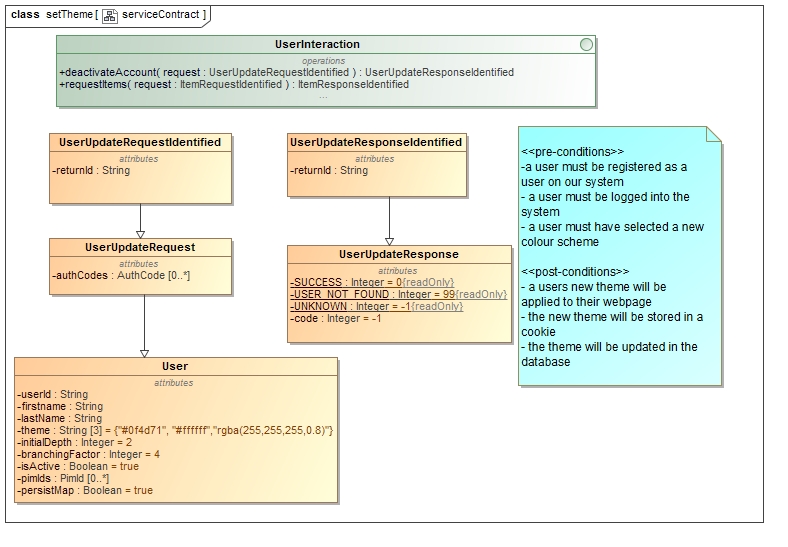 class setTheme [ serviceContract ]
UserInteraction
operations
+deactivateAccount( request : UserUpdateRequestIdentified ) : UserUpdateResponseIdentified
+requestItems( request : ItemRequestIdentified ) : ItemResponseIdentified
...
UserUpdateRequestIdentified
attributes
-returnId : String
UserUpdateResponseIdentified
attributes
-returnId : String
UserUpdateRequest
attributes
-authCodes : AuthCode [0..*]
UserUpdateResponse
attributes
-SUCCESS : Integer = 0{readOnly}
-USER_NOT_FOUND : Integer = 99{readOnly}
-UNKNOWN : Integer = -1{readOnly}
-code : Integer = -1
User
attributes
-userId : String
-firstname : String
-lastName : String
-theme : String [3] = {"#0f4d71", "#ffffff","rgba(255,255,255,0.8)"}
-initialDepth : Integer = 2
-branchingFactor : Integer = 4
-isActive : Boolean = true
-pimIds : PimId [0..*]
-persistMap : Boolean = true
<<pre-conditions>>
-a user must be registered as a
user on our system
- a user must be logged into the
system
- a user must have selected a new
colour scheme
<<post-conditions>>
- a users new theme will be
applied to their webpage
- the new theme will be stored in a
cookie
- the theme will be updated in the
database